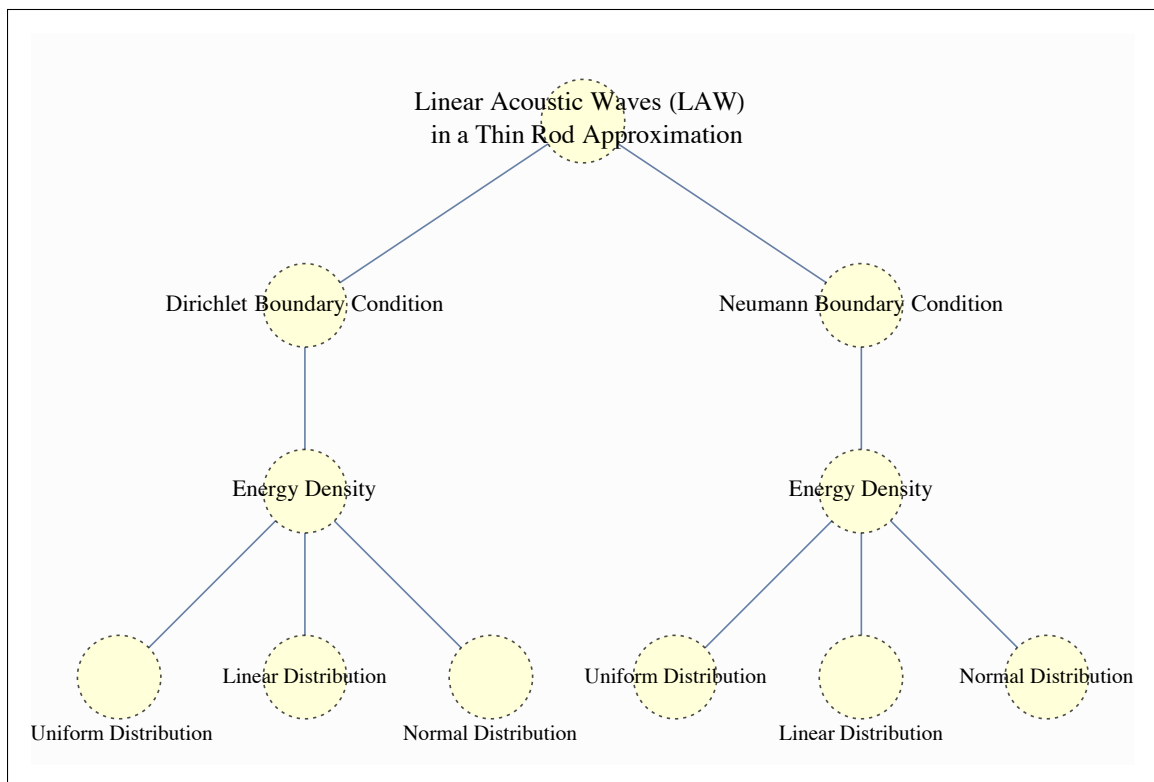 Linear Acoustic Waves (LAW)
in a Thin Rod Approximation
Dirichlet Boundary Condition
Neumann Boundary Condition
Energy Density
Energy Density
Linear Distribution
Uniform Distribution
Normal Distribution
Uniform Distribution
Normal Distribution
Linear Distribution